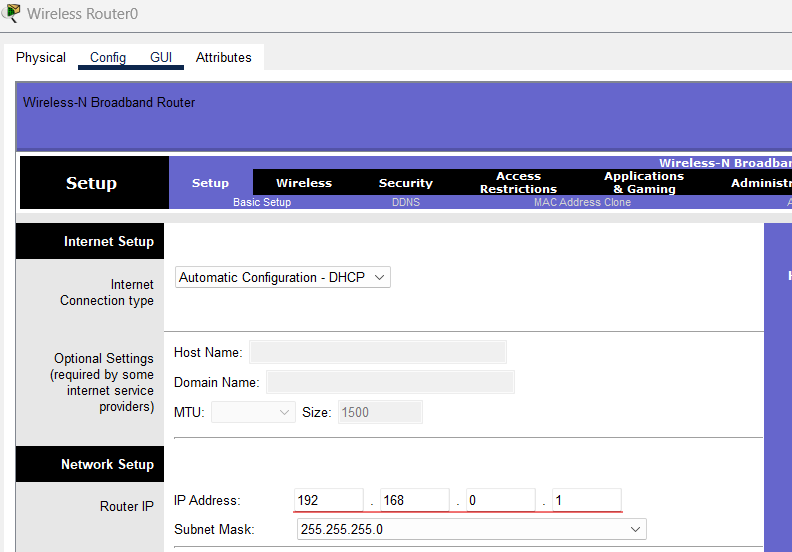 Wireless Router0
Physical Config GUI Attributes
Wireless-N Broadband Router
Wireless-N Broadban
Setup
Setup Wireless Security Access Restrictions Applications & Gaming Administr
Basic Setup DDNS MAC Address Clone A
Internet Setup
Internet
Connection type
Automatic Configuration - DHCP
Optional Settings
(required by some
internet service
providers)
Host Name:
Domain Name:
MTU: Size: 1500
Network Setup
Router IP
IP Address: 192 . 168 . 0 . 1
Subnet Mask: 255.255.255.0